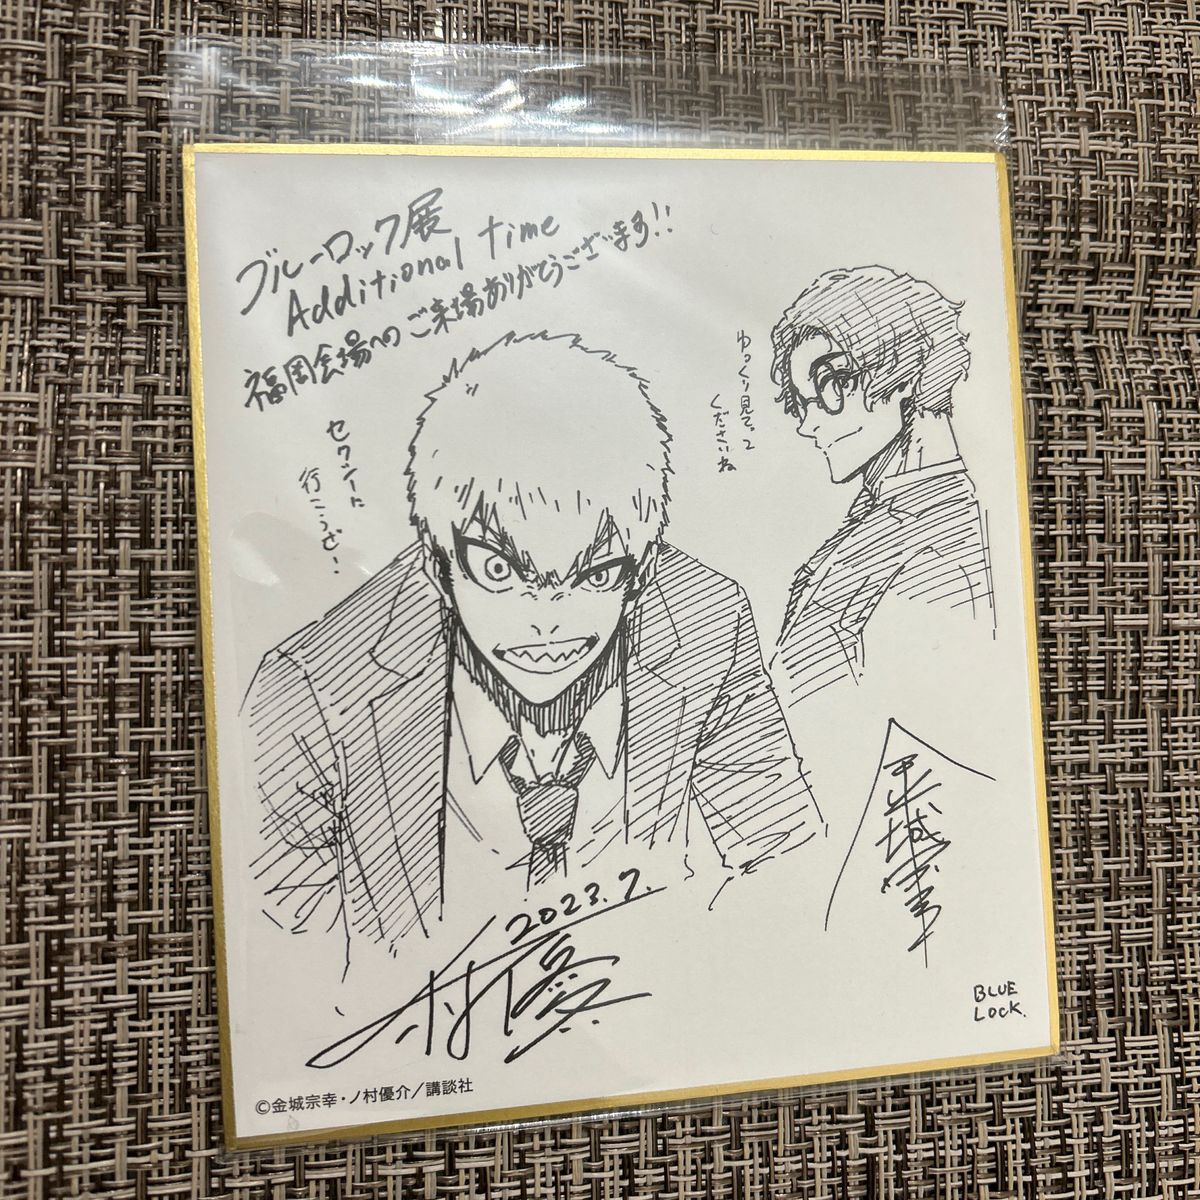 ブルーロック展
Additional time
福岡会場へのご来場ありがとうございます!!
セクシーに
行こうぜ!
ゆっくり見てって
くださいね
2023.7.
ノ村優
金城宗幸
BLUE
LOCK.
©金城宗幸・ノ村優介/講談社